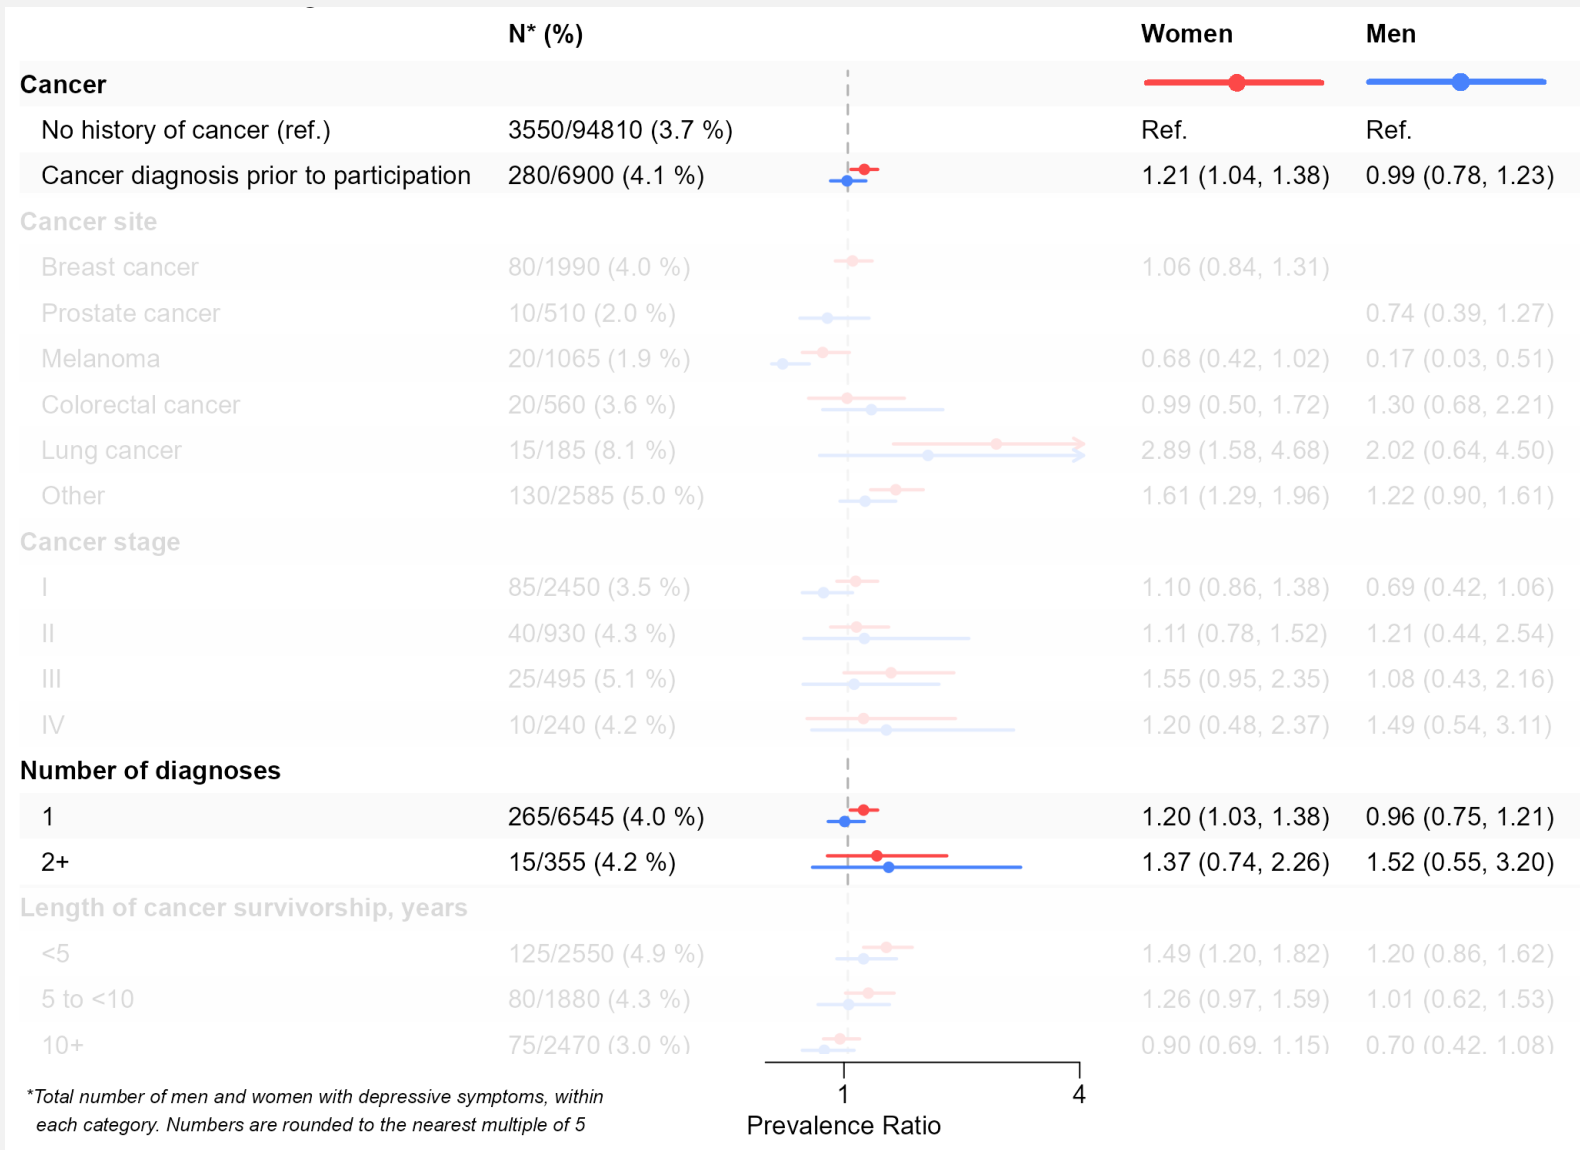 N* (%) Women Men
Cancer
No history of cancer (ref.) 3550/94810 (3.7 %) Ref. Ref.
Cancer diagnosis prior to participation 280/6900 (4.1 %) 1.21 (1.04, 1.38) 0.99 (0.78, 1.23)
Cancer site
Breast cancer 80/1990 (4.0 %) 1.06 (0.84, 1.31)
Prostate cancer 10/510 (2.0 %) 0.74 (0.39, 1.27)
Melanoma 20/1065 (1.9 %) 0.68 (0.42, 1.02) 0.17 (0.03, 0.51)
Colorectal cancer 20/560 (3.6 %) 0.99 (0.50, 1.72) 1.30 (0.68, 2.21)
Lung cancer 15/185 (8.1 %) 2.89 (1.58, 4.68) 2.02 (0.64, 4.50)
Other 130/2585 (5.0 %) 1.61 (1.29, 1.96) 1.22 (0.90, 1.61)
Cancer stage
I 85/2450 (3.5 %) 1.10 (0.86, 1.38) 0.69 (0.42, 1.06)
II 40/930 (4.3 %) 1.11 (0.78, 1.52) 1.21 (0.44, 2.54)
III 25/495 (5.1 %) 1.55 (0.95, 2.35) 1.08 (0.43, 2.16)
IV 10/240 (4.2 %) 1.20 (0.48, 2.37) 1.49 (0.54, 3.11)
Number of diagnoses
1 265/6545 (4.0 %) 1.20 (1.03, 1.38) 0.96 (0.75, 1.21)
2+ 15/355 (4.2 %) 1.37 (0.74, 2.26) 1.52 (0.55, 3.20)
Length of cancer survivorship, years
<5 125/2550 (4.9 %) 1.49 (1.20, 1.82) 1.20 (0.86, 1.62)
5 to <10 80/1880 (4.3 %) 1.26 (0.97, 1.59) 1.01 (0.62, 1.53)
10+ 75/2470 (3.0 %) 0.90 (0.69, 1.15) 0.70 (0.42, 1.08)
1 4
Prevalence Ratio
*Total number of men and women with depressive symptoms, within
each category. Numbers are rounded to the nearest multiple of 5